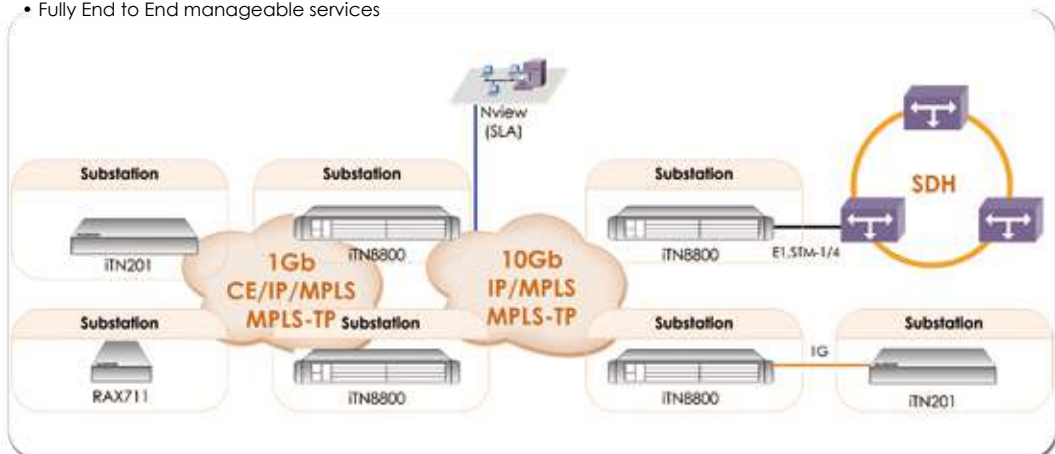 • Fully End to End manageable services
Nview
(SLA)
Substation
iTN201
Substation
iTN8800
Substation
iTN8800
E1,STM-1/4
SDH
1Gb
CE/IP/MPLS
MPLS-TP
10Gb
IP/MPLS
MPLS-TP
Substation
RAX711
Substation
iTN8800
Substation
iTN8800
1G
Substation
iTN201